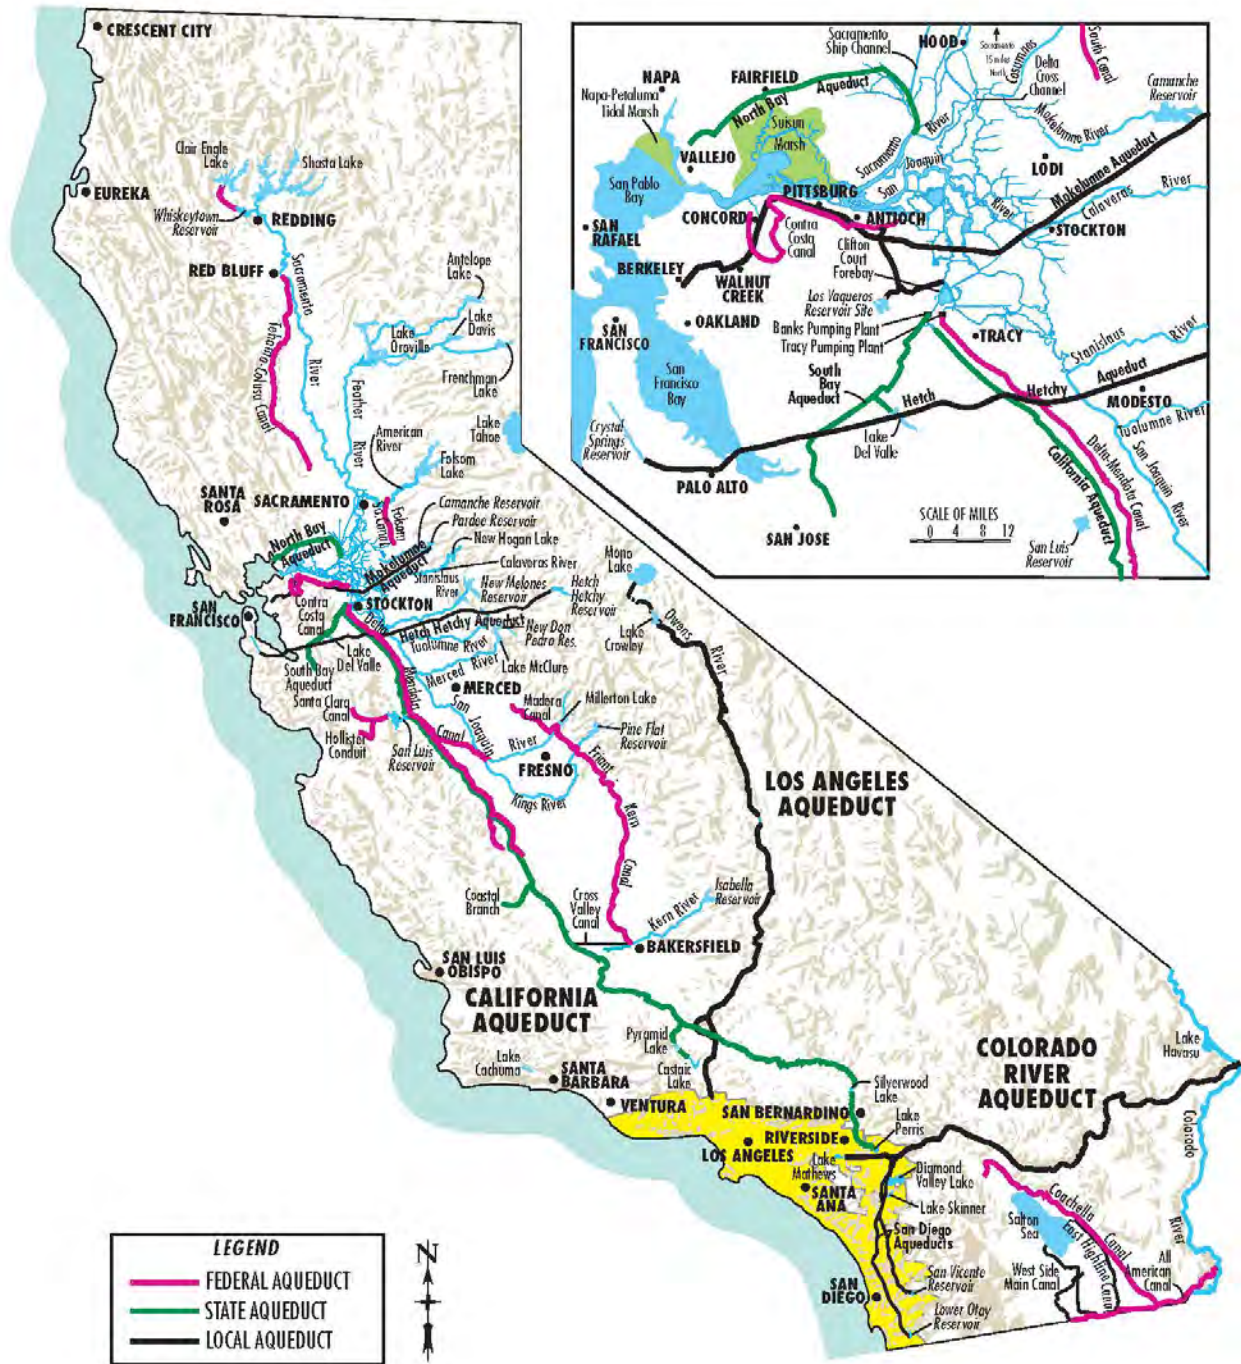 CRESCENT CITY
Clair Engle
Lake
Shasta Lake
EUREKA
Whiskeytown
Reservoir
REDDING
RED BLUFF
Sacramento
River
Tehama-Colusa Canal
Antelope
Lake
Lake
Davis
Lake
Oroville
Frenchman
Lake
Feather
River
American
River
Lake
Tahoe
Folsom
Lake
SANTA
ROSA
SACRAMENTO
Folsom
So. Canal
Camanche Reservoir
Pardee Reservoir
New Hogan Lake
North Bay
Aqueduct
Mokelumne
Aqueduct
Calaveras River
Stanislaus
River
New Melones
Reservoir
Hetch
Hetchy
Reservoir
Mono
Lake
SAN
FRANCISCO
Contra
Costa
Canal
STOCKTON
Delta
Mendota
Canal
Hetch Hetchy Aqueduct
New Don
Pedro Res.
Tuolumne River
Lake
Del Valle
Lake McClure
Merced River
South Bay
Aqueduct
Lake
Crowley
Owens
River
Santa Clara
Canal
Hollister
Conduit
MERCED
San
Joaquin
River
Madera
Canal
Millerton Lake
Pine Flat
Reservoir
San Luis
Reservoir
FRESNO
Friant
Kern
Canal
Kings River
LOS ANGELES
AQUEDUCT
Coastal
Branch
Cross
Valley
Canal
Kern River
Isabella
Reservoir
BAKERSFIELD
SAN LUIS
OBISPO
CALIFORNIA
AQUEDUCT
Pyramid
Lake
Castaic
Lake
Lake
Cachuma
SANTA
BARBARA
VENTURA
Silverwood
Lake
SAN BERNARDINO
Lake
Perris
RIVERSIDE
LOS ANGELES
Lake
Mathews
SANTA
ANA
COLORADO
RIVER
AQUEDUCT
Lake
Havasu
Colorado
River
Diamond
Valley Lake
Lake Skinner
San Diego
Aqueducts
San Vicente
Reservoir
SAN
DIEGO
Lower Otay
Reservoir
Salton
Sea
Coachella
Canal
East Highline Canal
West Side
Main Canal
All
American
Canal
LEGEND
FEDERAL AQUEDUCT
STATE AQUEDUCT
LOCAL AQUEDUCT
N
Sacramento
Ship Channel
HOOD
Sacramento
15 miles
North
Cosumnes
Delta
Cross
Channel
South Canal
Camanche
Reservoir
NAPA
FAIRFIELD
North Bay
Aqueduct
Napa-Petaluma
Tidal Marsh
Suisun
Marsh
Sacramento
River
Mokelumne River
LODI
VALLEJO
San Pablo
Bay
San
Joaquin
River
Mokelumne Aqueduct
Calaveras
River
PITTSBURG
CONCORD
ANTIOCH
STOCKTON
SAN
RAFAEL
Contra
Costa
Canal
Clifton
Court
Forebay
BERKELEY
WALNUT
CREEK
Los Vaqueros
Reservoir Site
OAKLAND
SAN
FRANCISCO
Banks Pumping Plant
Tracy Pumping Plant
TRACY
Stanislaus
River
San
Francisco
Bay
South
Bay
Aqueduct
Hetch
Hetchy
Aqueduct
MODESTO
Tuolumne River
Crystal
Springs
Reservoir
Lake
Del Valle
Delta-Mendota Canal
San Joaquin
River
California Aqueduct
PALO ALTO
SCALE OF MILES
0 4 8 12
SAN JOSE
San Luis
Reservoir